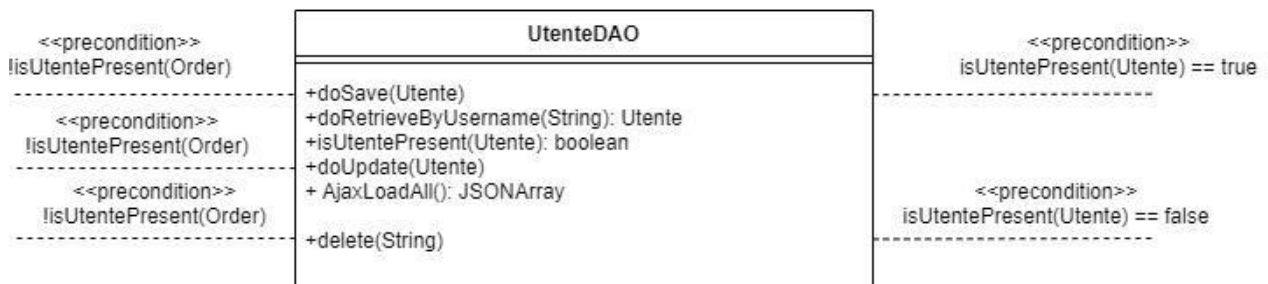 UtenteDAO
<<precondition>>
!isUtentePresent(Order)
<<precondition>>
!isUtentePresent(Order)
<<precondition>>
!isUtentePresent(Order)
+doSave(Utente)
+doRetrieveByUsername(String): Utente
+isUtentePresent(Utente): boolean
+doUpdate(Utente)
+ AjaxLoadAll(): JSONArray
+delete(String)
<<precondition>>
isUtentePresent(Utente) == true
<<precondition>>
isUtentePresent(Utente) == false